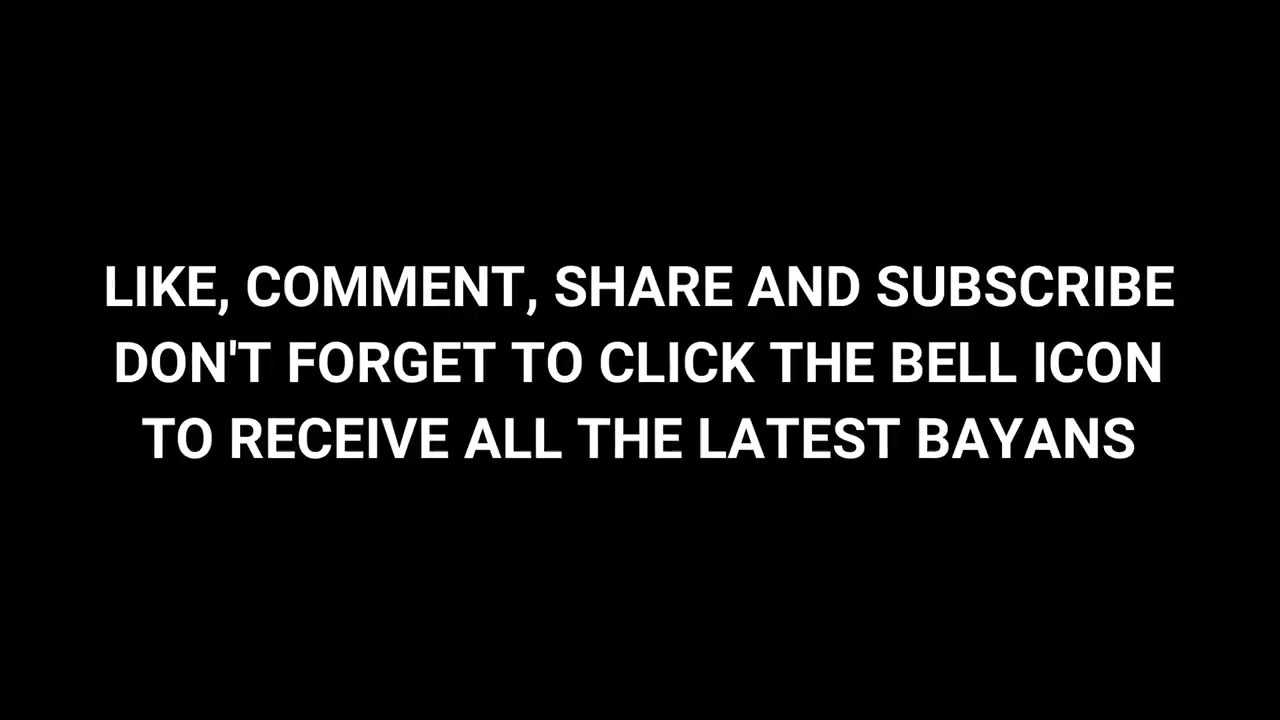 LIKE, COMMENT, SHARE AND SUBSCRIBE
DON'T FORGET TO CLICK THE BELL ICON
TO RECEIVE ALL THE LATEST BAYANS